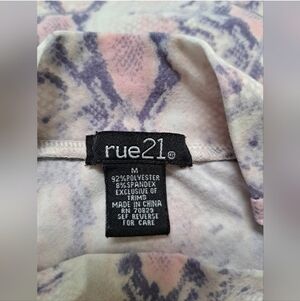 rue21®
M
92%POLYESTER
8%SPANDEX
EXCLUSIVE OF
TRIMS
MADE IN CHINA
RN 70829
SEE REVERSE
FOR CARE